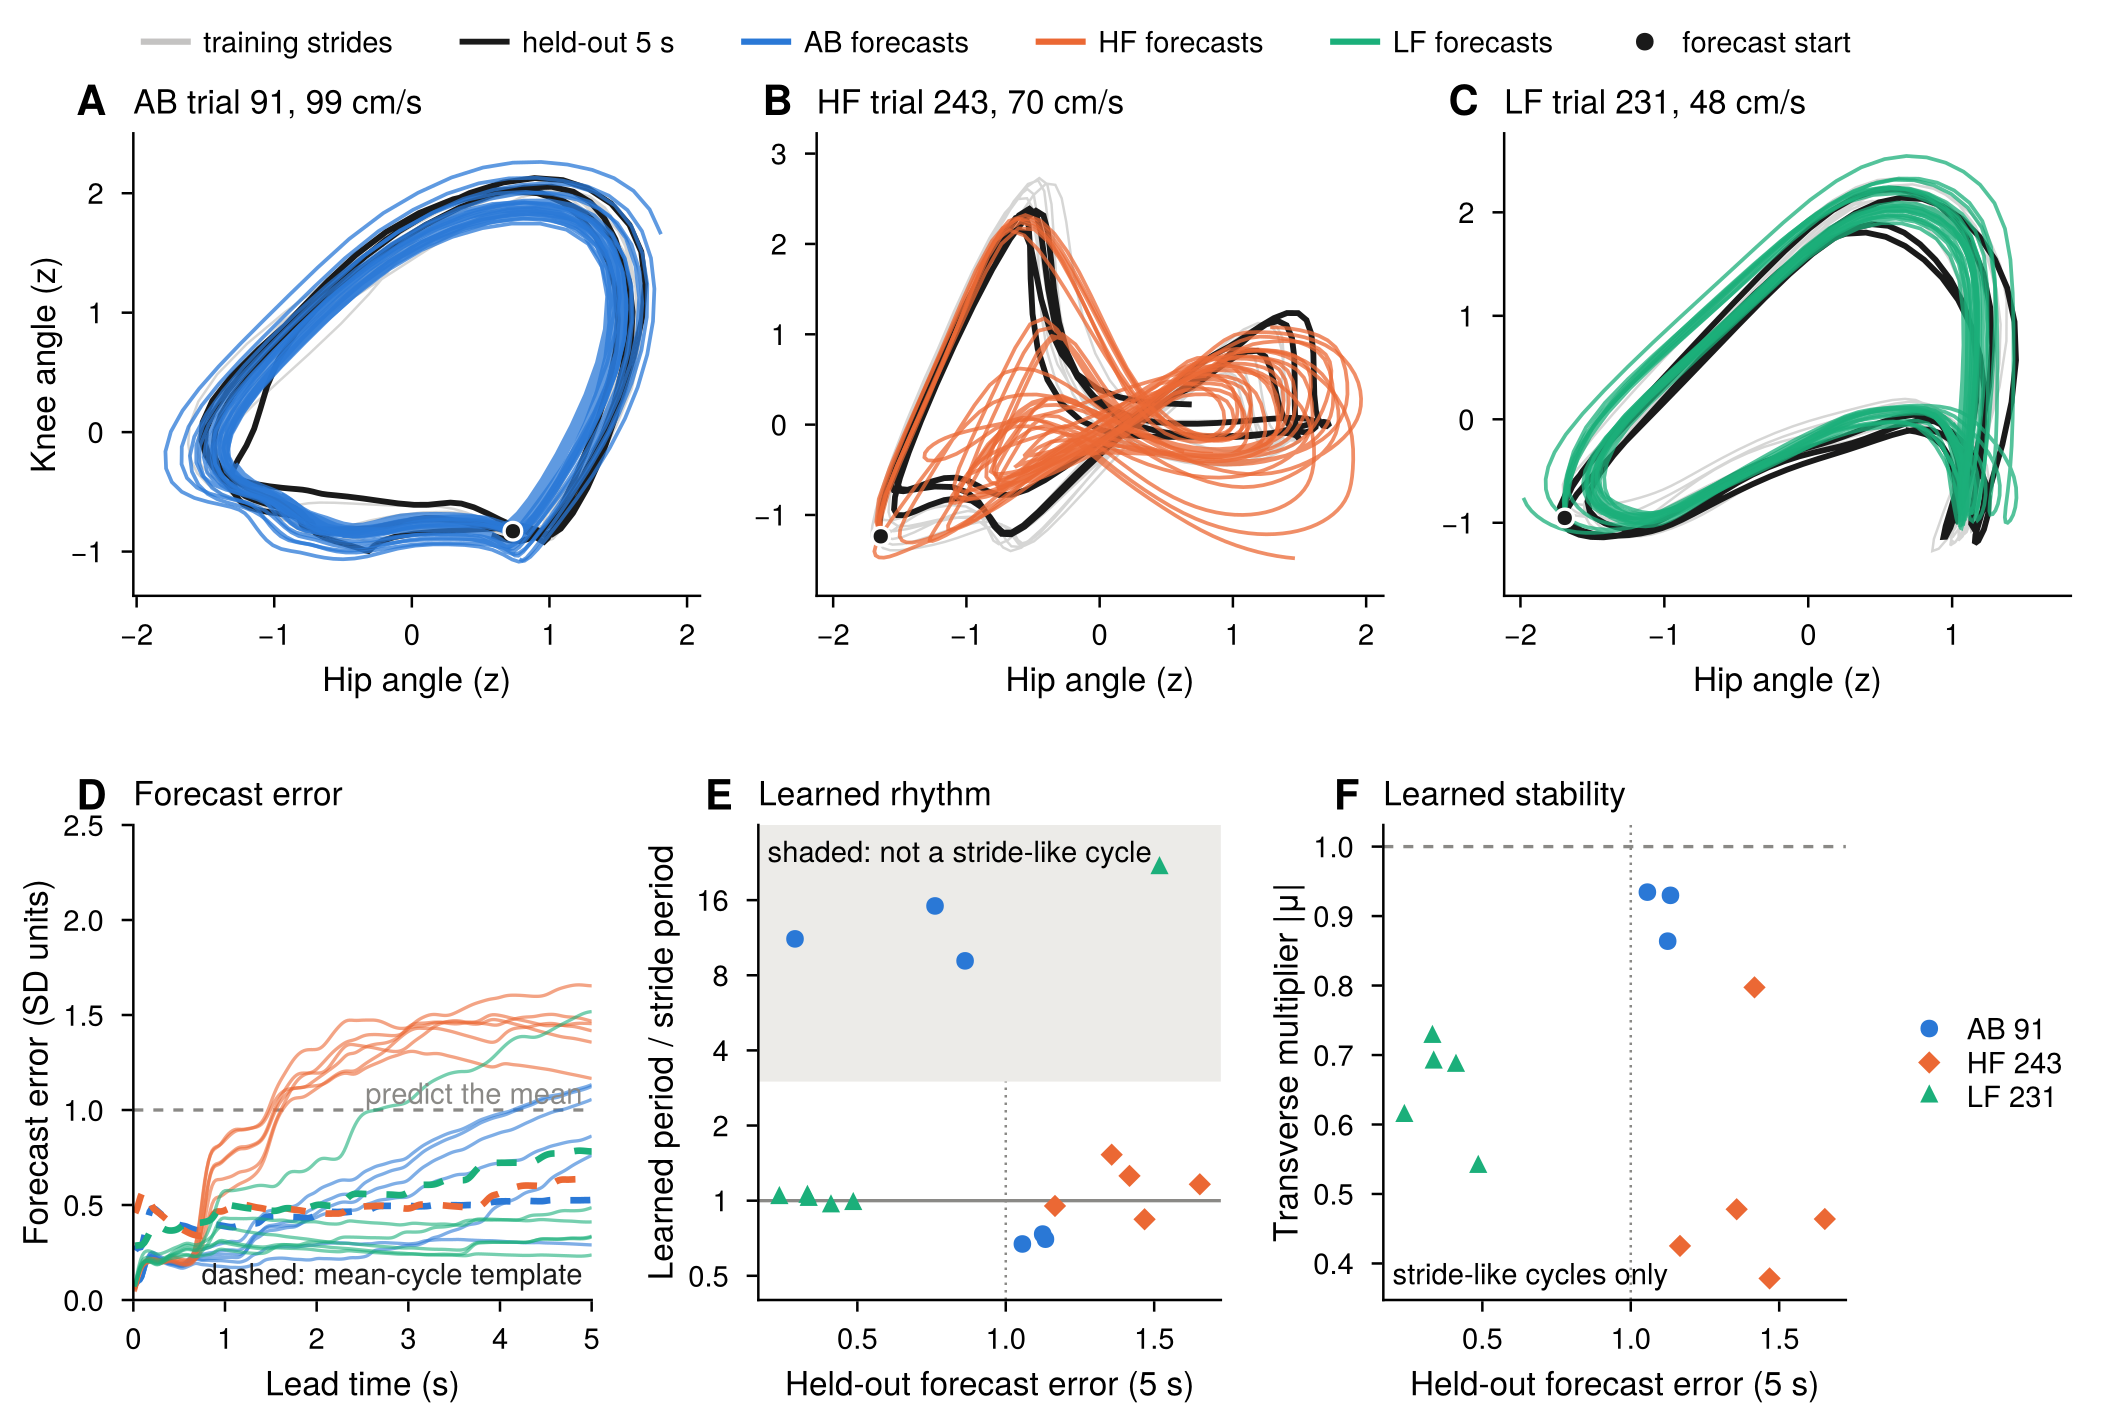 training strides
held-out 5 s
AB forecasts
HF forecasts
LF forecasts
forecast start
A AB trial 91, 99 cm/s
B HF trial 243, 70 cm/s
C LF trial 231, 48 cm/s
Knee angle (z)
2
1
0
−1
−2
−1
0
1
2
Hip angle (z)
3
2
1
0
−1
−2
−1
0
1
2
Hip angle (z)
2
1
0
−1
−2
−1
0
1
Hip angle (z)
D Forecast error
Forecast error (SD units)
2.5
2.0
1.5
1.0
0.5
0.0
predict the mean
dashed: mean-cycle template
0
1
2
3
4
5
Lead time (s)
E Learned rhythm
Learned period / stride period
shaded: not a stride-like cycle
16
8
4
2
1
0.5
0.5
1.0
1.5
Held-out forecast error (5 s)
F Learned stability
Transverse multiplier |μ|
1.0
0.9
0.8
0.7
0.6
0.5
0.4
stride-like cycles only
0.5
1.0
1.5
Held-out forecast error (5 s)
AB 91
HF 243
LF 231